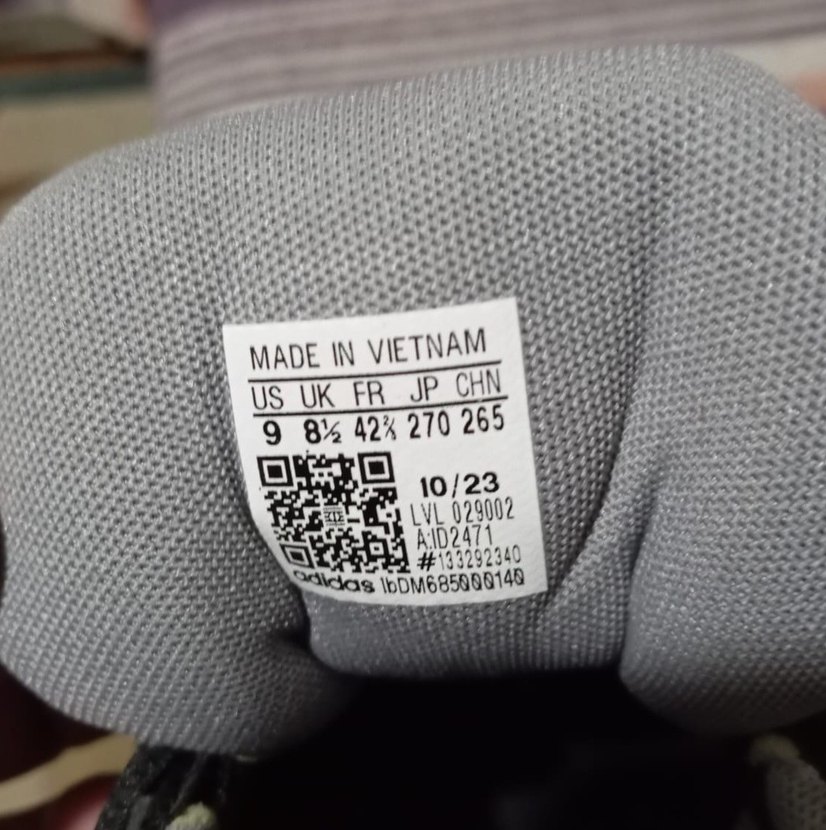 MADE IN VIETNAM
US UK FR JP CHN
9 8½ 42⅔ 270 265
10/23
LVL 029002
A:ID2471
#133292340
adidas IbDM685000140